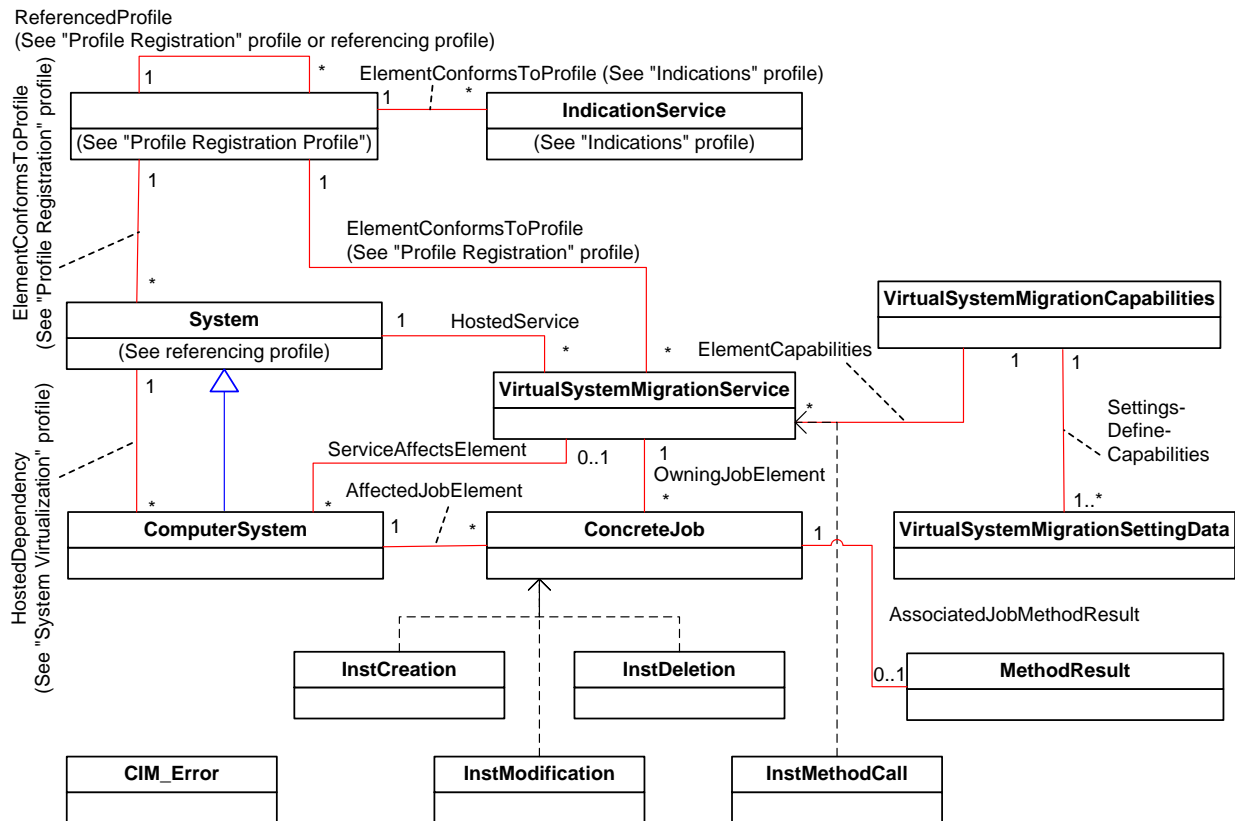 ReferencedProfile
(See "Profile Registration" profile or referencing profile)
1
*
ElementConformsToProfile (See "Indications" profile)
1
*
IndicationService
(See "Indications" profile)
(See "Profile Registration Profile")
ElementConformsToProfile
(See "Profile Registration" profile)
1
1
ElementConformsToProfile
(See "Profile Registration" profile)
*
System
(See referencing profile)
1
HostedService
*
*
VirtualSystemMigrationCapabilities
ElementCapabilities
1
1
VirtualSystemMigrationService
*
Settings-
Define-
Capabilities
HostedDependency
(See "System Virtualization" profile)
1
ServiceAffectsElement
0..1
1
OwningJobElement
AffectedJobElement
*
*
*
1..*
ComputerSystem
1
*
ConcreteJob
1
VirtualSystemMigrationSettingData
AssociatedJobMethodResult
InstCreation
InstDeletion
0..1
MethodResult
CIM_Error
InstModification
InstMethodCall